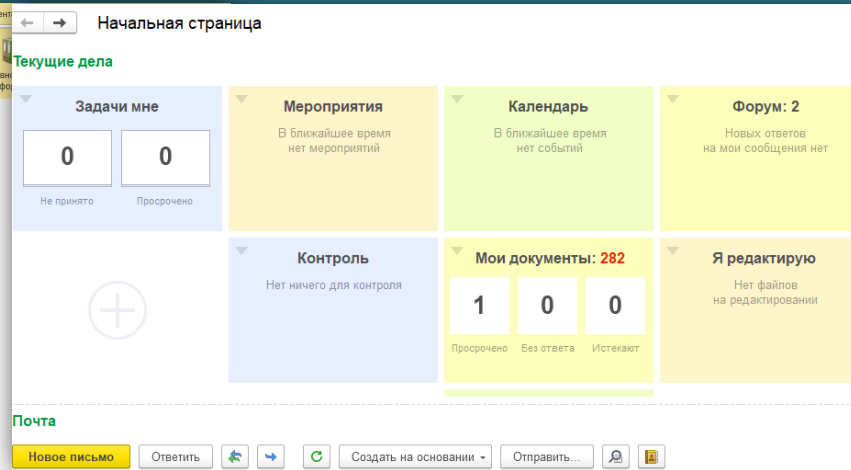 Начальная страница
Текущие дела
Задачи мне
0 0
Не принято Просрочено
Мероприятия
В ближайшее время
нет мероприятий
Календарь
В ближайшее время
нет событий
Форум: 2
Новых ответов
на мои сообщения нет
Контроль
Нет ничего для контроля
Мои документы: 282
1 0 0
Просрочено Без ответа Истекают
Я редактирую
Нет файлов
на редактировании
Почта
Новое письмо Ответить Создать на основании Отправить...